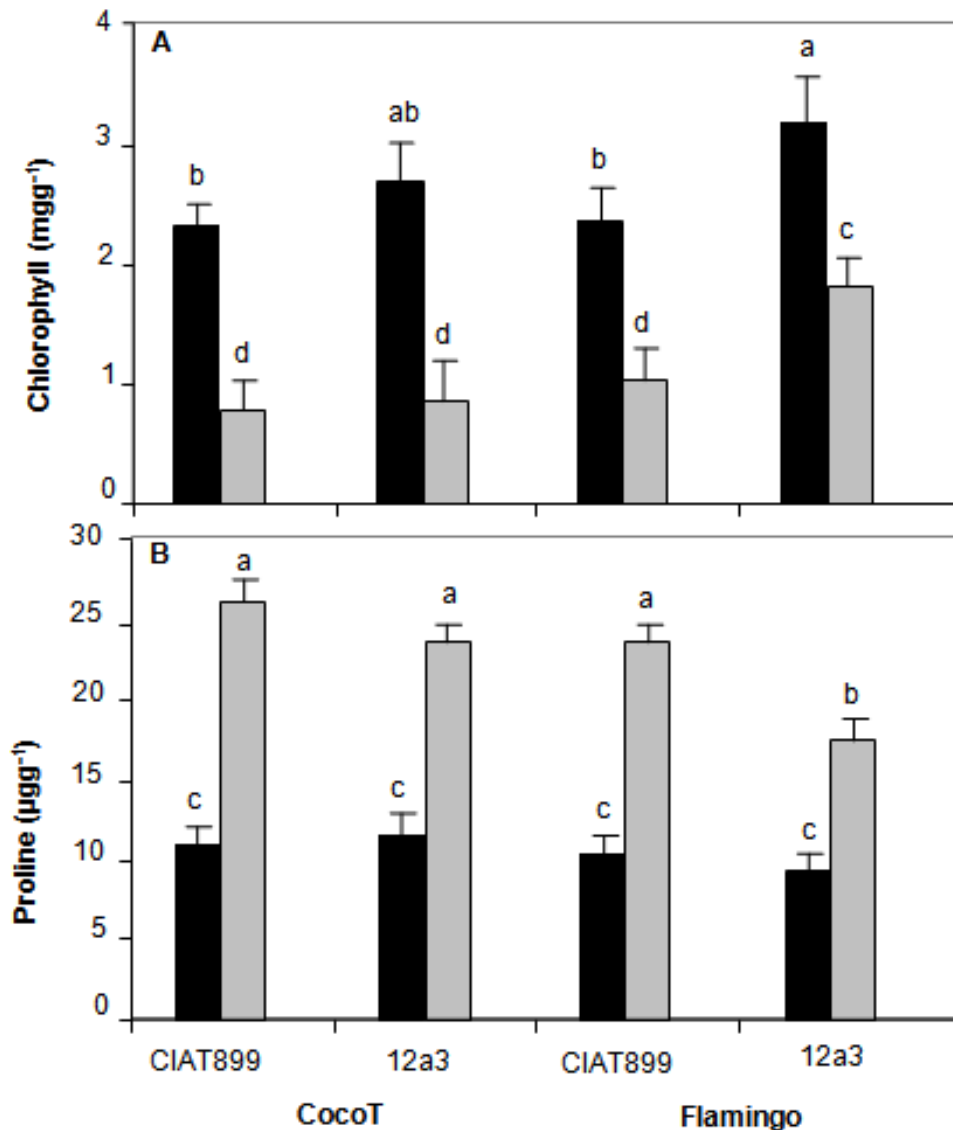 A
Chlorophyll (mgg⁻¹)
4
3
2
1
0
b
d
ab
d
b
d
a
c
B
Proline (µgg⁻¹)
30
25
20
15
10
5
0
c
a
c
a
c
a
c
b
CIAT899 12a3 CIAT899 12a3
CocoT Flamingo